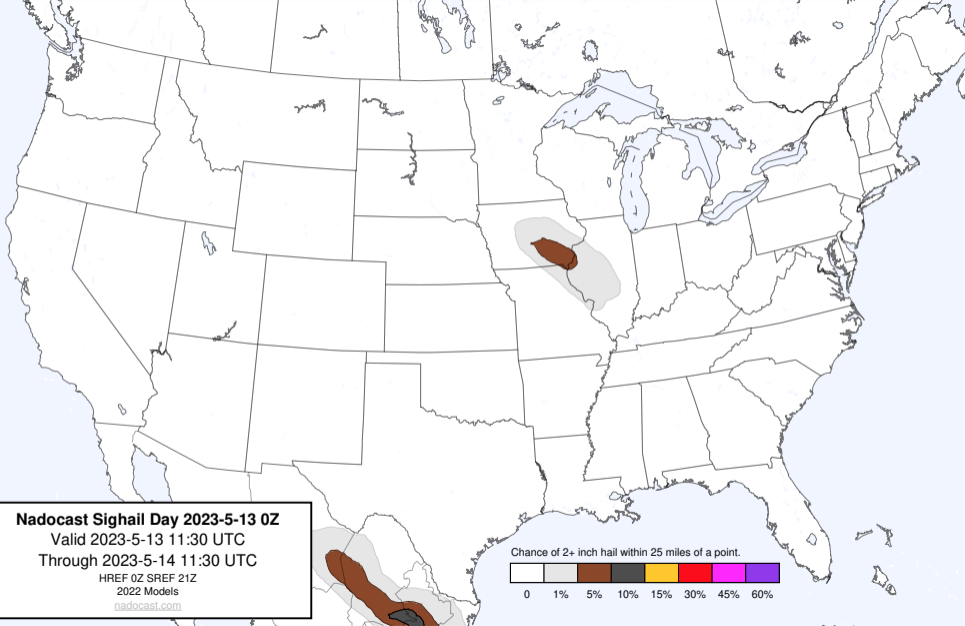 Nadocast Sighail Day 2023-5-13 0Z
Valid 2023-5-13 11:30 UTC
Through 2023-5-14 11:30 UTC
HREF 0Z SREF 21Z
2022 Models
nadocast.com
Chance of 2+ inch hail within 25 miles of a point.
0 1% 5% 10% 15% 30% 45% 60%